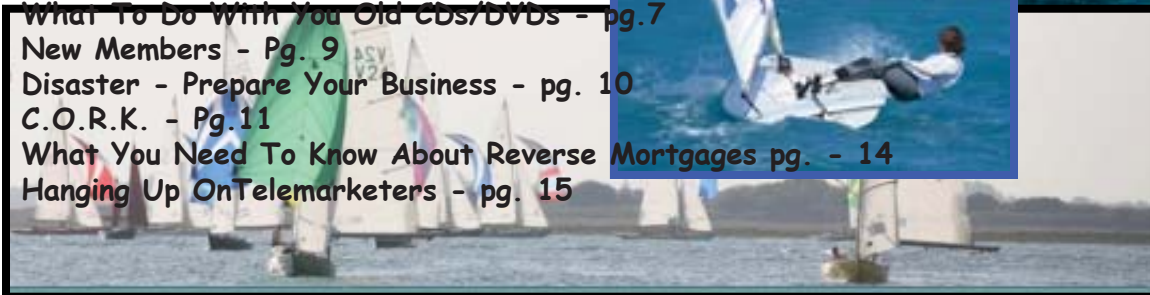 What To Do With You Old CDs/DVDs - pg.7
New Members - Pg. 9
Disaster - Prepare Your Business - pg. 10
C.O.R.K. - Pg.11
What You Need To Know About Reverse Mortgages pg. - 14
Hanging Up OnTelemarketers - pg. 15